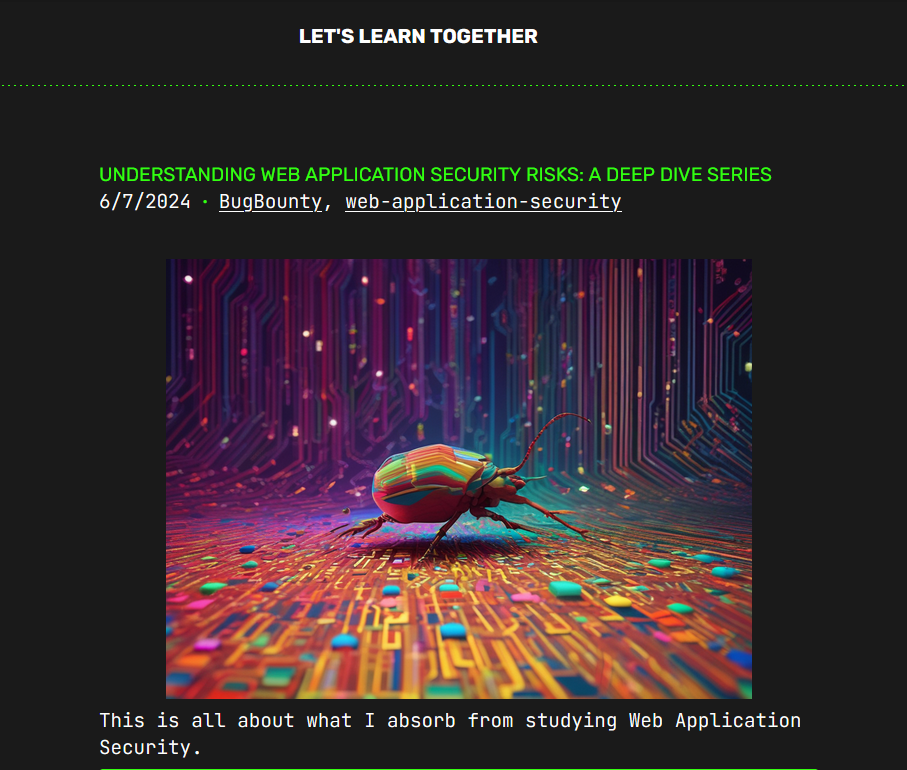 LET'S LEARN TOGETHER
UNDERSTANDING WEB APPLICATION SECURITY RISKS: A DEEP DIVE SERIES
6/7/2024 · BugBounty, web-application-security
This is all about what I absorb from studying Web Application
Security.